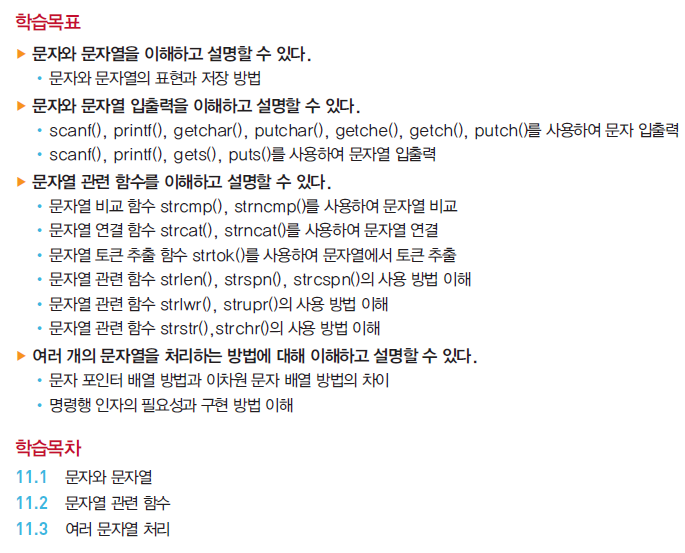 학습목표
▶ 문자와 문자열을 이해하고 설명할 수 있다.
• 문자와 문자열의 표현과 저장 방법
▶ 문자와 문자열 입출력을 이해하고 설명할 수 있다.
• scanf(), printf(), getchar(), putchar(), getche(), getch(), putch()를 사용하여 문자 입출력
• scanf(), printf(), gets(), puts()를 사용하여 문자열 입출력
▶ 문자열 관련 함수를 이해하고 설명할 수 있다.
• 문자열 비교 함수 strcmp(), strncmp()를 사용하여 문자열 비교
• 문자열 연결 함수 strcat(), strncat()를 사용하여 문자열 연결
• 문자열 토큰 추출 함수 strtok()를 사용하여 문자열에서 토큰 추출
• 문자열 관련 함수 strlen(), strspn(), strcspn()의 사용 방법 이해
• 문자열 관련 함수 strlwr(), strupr()의 사용 방법 이해
• 문자열 관련 함수 strstr(),strchr()의 사용 방법 이해
▶ 여러 개의 문자열을 처리하는 방법에 대해 이해하고 설명할 수 있다.
• 문자 포인터 배열 방법과 이차원 문자 배열 방법의 차이
• 명령행 인자의 필요성과 구현 방법 이해
학습목차
11.1 문자와 문자열
11.2 문자열 관련 함수
11.3 여러 문자열 처리